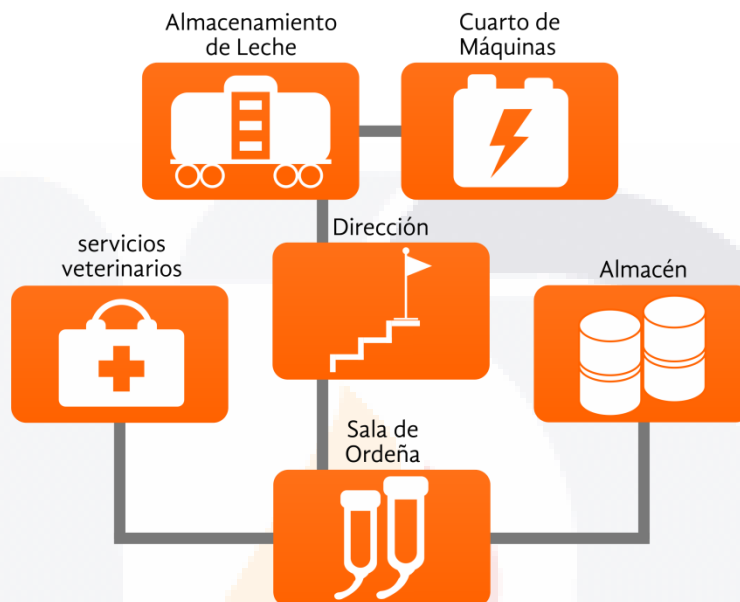 Almacenamiento
de Leche
Cuarto de
Máquinas
Dirección
servicios
veterinarios
Almacén
Sala de
Ordeña